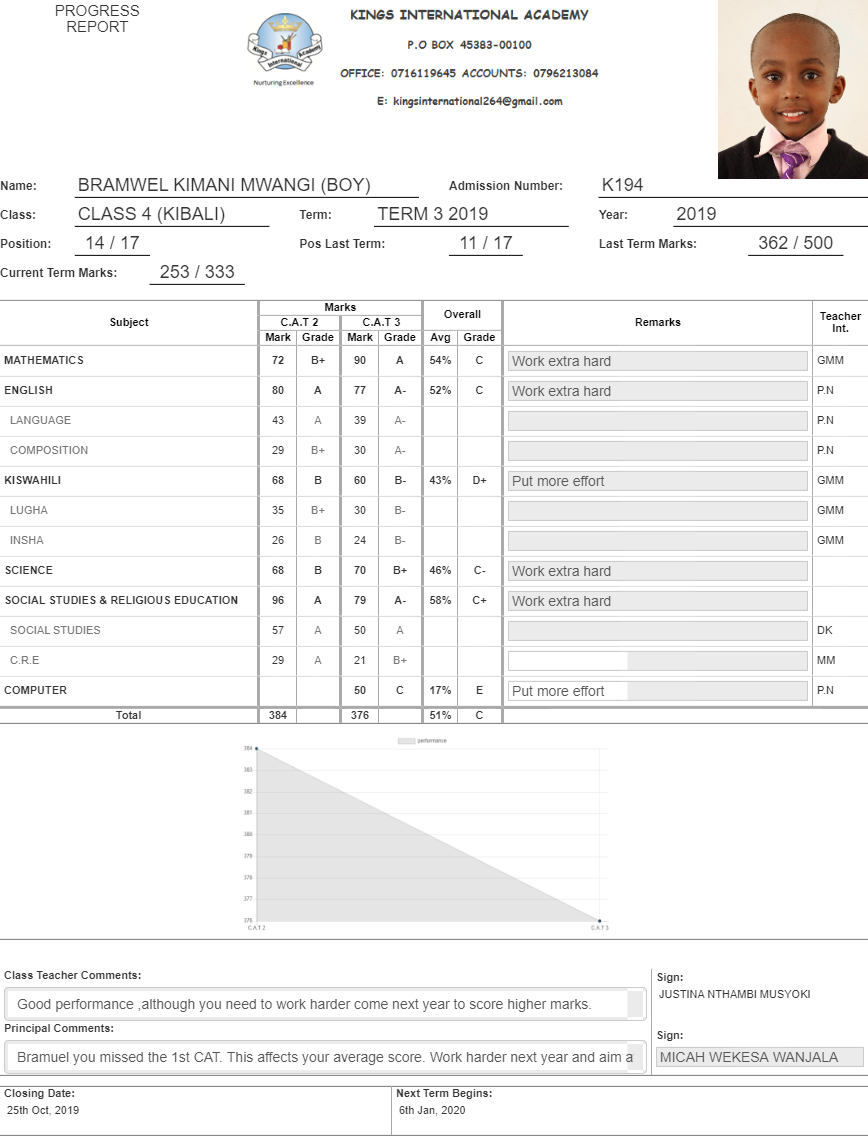 PROGRESS
REPORT
KINGS INTERNATIONAL ACADEMY
P.O BOX 45383-00100
OFFICE: 0716119645 ACCOUNTS: 0796213084
E: kingsinternational264@gmail.com
Kings International Academy
Nurturing Excellence
Name: BRAMWEL KIMANI MWANGI (BOY) Admission Number: K194
Class: CLASS 4 (KIBALI) Term: TERM 3 2019 Year: 2019
Position: 14 / 17 Pos Last Term: 11 / 17 Last Term Marks: 362 / 500
Current Term Marks: 253 / 333
Subject Marks Overall Remarks Teacher Int.
C.A.T 2 C.A.T 3
Mark Grade Mark Grade Avg Grade
MATHEMATICS 72 B+ 90 A 54% C Work extra hard GMM
ENGLISH 80 A 77 A- 52% C Work extra hard P.N
LANGUAGE 43 A 39 A- P.N
COMPOSITION 29 B+ 30 A- P.N
KISWAHILI 68 B 60 B- 43% D+ Put more effort GMM
LUGHA 35 B+ 30 B- GMM
INSHA 26 B 24 B- GMM
SCIENCE 68 B 70 B+ 46% C- Work extra hard
SOCIAL STUDIES & RELIGIOUS EDUCATION 96 A 79 A- 58% C+ Work extra hard
SOCIAL STUDIES 57 A 50 A DK
C.R.E 29 A 21 B+ MM
COMPUTER 50 C 17% E Put more effort P.N
Total 384 376 51% C
performance
384
383
382
381
380
379
378
377
376
C.A.T 2 C.A.T 3
Class Teacher Comments:
Good performance ,although you need to work harder come next year to score higher marks.
Sign:
JUSTINA NTHAMBI MUSYOKI
Principal Comments:
Bramuel you missed the 1st CAT. This affects your average score. Work harder next year and aim a
Sign:
MICAH WEKESA WANJALA
Closing Date: Next Term Begins:
25th Oct, 2019 6th Jan, 2020